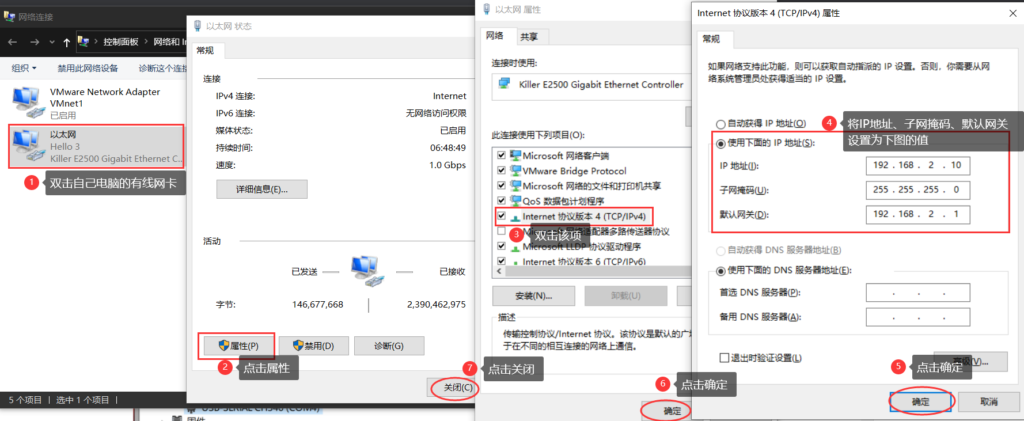 网络连接
控制面板
网络和 In
组织
禁用此网络设备
诊断这个连接
VMware Network Adapter
VMnet1
已启用
以太网
Hello 3
Killer E2500 Gigabit Ethernet C...
1 双击自己电脑的有线网卡
5 个项目
选中 1 个项目
USB-SERIAL CH340 (COM4)
固件
以太网 状态
常规
连接
IPv4 连接: Internet
IPv6 连接: 无网络访问权限
媒体状态: 已启用
持续时间: 06:48:49
速度: 1.0 Gbps
详细信息(E)...
活动
已发送
已接收
字节: 146,677,668 2,390,462,975
属性(P)
禁用(D)
诊断(G)
2 点击属性
7 点击关闭
关闭(C)
以太网 属性
网络
共享
连接时使用:
Killer E2500 Gigabit Ethernet Controller
此连接使用下列项目(O):
Microsoft 网络客户端
VMware Bridge Protocol
Microsoft 网络的文件和打印机共享
QoS 数据包计划程序
Internet 协议版本 4 (TCP/IPv4)
Microsoft 网络适配器多路传送器协议
3 双击该项
Microsoft LLDP 协议驱动程序
Internet 协议版本 6 (TCP/IPv6)
安装(N)...
卸载(U)
描述
传输控制协议/Internet 协议。该协议是默认的广
于在不同的相互连接的网络上通信。
6 点击确定
确定
Internet 协议版本 4 (TCP/IPv4) 属性
常规
如果网络支持此功能，则可以获取自动指派的 IP 设置。否则，你需要从网
络系统管理员处获得适当的 IP 设置。
自动获得 IP 地址(O)
4 将IP地址、子网掩码、默认网关
设置为下图的值
使用下面的 IP 地址(S):
IP 地址(I): 192 . 168 . 2 . 10
子网掩码(U): 255 . 255 . 255 . 0
默认网关(D): 192 . 168 . 2 . 1
自动获得 DNS 服务器地址(B)
使用下面的 DNS 服务器地址(E):
首选 DNS 服务器(P): . . .
备用 DNS 服务器(A): . . .
退出时验证设置(L)
高级(V)...
5 点击确定
确定
取消